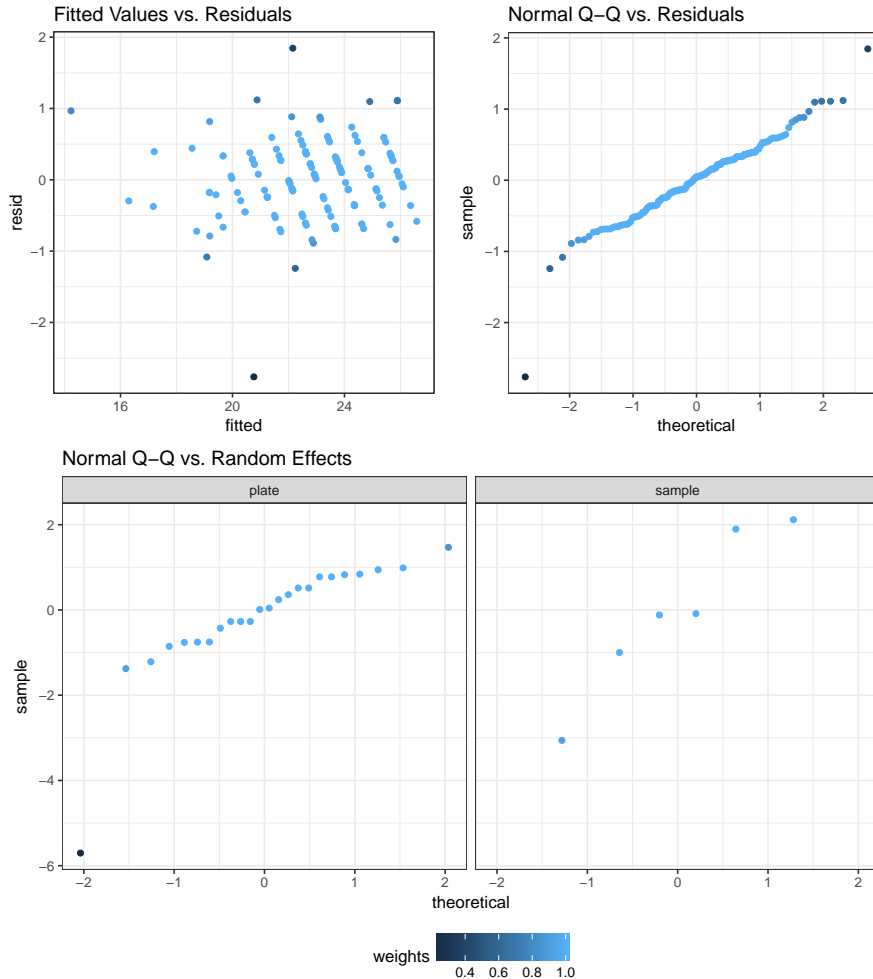 Fitted Values vs. Residuals
2
1
0
−1
−2
resid
16 20 24
fitted
Normal Q−Q vs. Residuals
2
1
0
−1
−2
sample
−2 −1 0 1 2
theoretical
Normal Q−Q vs. Random Effects
plate sample
2
0
−2
−4
−6
sample
−2 −1 0 1 2 −2 −1 0 1 2
theoretical
weights
0.4 0.6 0.8 1.0